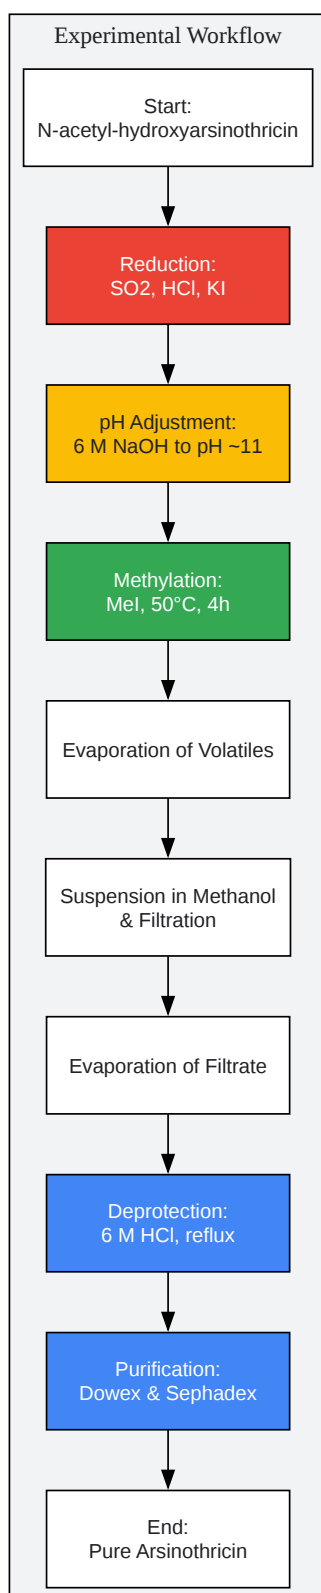 Experimental Workflow
Start:
N-acetyl-hydroxyarsinothricin
Reduction:
SO2, HCl, KI
pH Adjustment:
6 M NaOH to pH ~11
Methylation:
MeI, 50°C, 4h
Evaporation of Volatiles
Suspension in Methanol
& Filtration
Evaporation of Filtrate
Deprotection:
6 M HCl, reflux
Purification:
Dowex & Sephadex
End:
Pure Arsinothricin